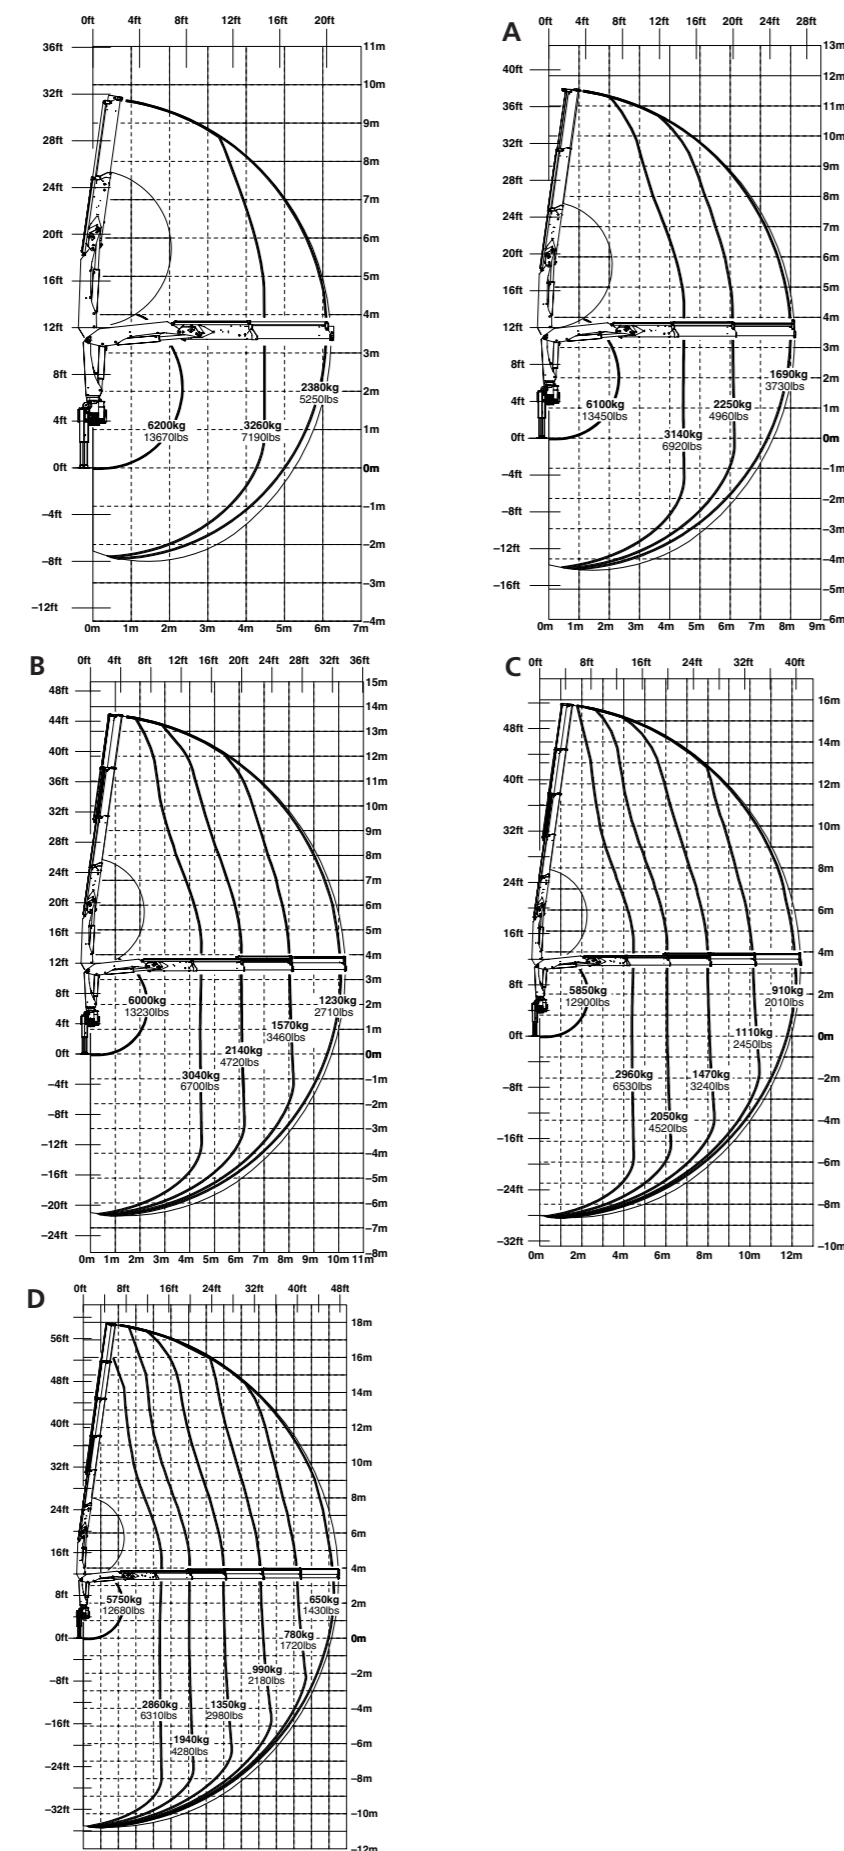 0ft 4ft 8ft 12ft 16ft 20ft
36ft
32ft
28ft
24ft
20ft
16ft
12ft
8ft
4ft
0ft
−4ft
−8ft
−12ft
11m
10m
9m
8m
7m
6m
5m
4m
3m
2m
1m
0m
−1m
−2m
−3m
−4m
6200kg
13670lbs
3260kg
7190lbs
2380kg
5250lbs
0m 1m 2m 3m 4m 5m 6m 7m
A
0ft 4ft 8ft 12ft 16ft 20ft 24ft 28ft
40ft
36ft
32ft
28ft
24ft
20ft
16ft
12ft
8ft
4ft
0ft
−4ft
−8ft
−12ft
−16ft
13m
12m
11m
10m
9m
8m
7m
6m
5m
4m
3m
2m
1m
0m
−1m
−2m
−3m
−4m
−5m
−6m
6100kg
13450lbs
3140kg
6920lbs
2250kg
4960lbs
1690kg
3730lbs
0m 1m 2m 3m 4m 5m 6m 7m 8m 9m
B
0ft 4ft 8ft 12ft 16ft 20ft 24ft 28ft 32ft 36ft
48ft
44ft
40ft
36ft
32ft
28ft
24ft
20ft
16ft
12ft
8ft
4ft
0ft
−4ft
−8ft
−12ft
−16ft
−20ft
−24ft
15m
14m
13m
12m
11m
10m
9m
8m
7m
6m
5m
4m
3m
2m
1m
0m
−1m
−2m
−3m
−4m
−5m
−6m
−7m
−8m
6000kg
13230lbs
3040kg
6700lbs
2140kg
4720lbs
1570kg
3460lbs
1230kg
2710lbs
0m 1m 2m 3m 4m 5m 6m 7m 8m 9m 10m 11m
C
0ft 8ft 16ft 24ft 32ft 40ft
48ft
40ft
32ft
24ft
16ft
8ft
0ft
−8ft
−16ft
−24ft
−32ft
16m
14m
12m
10m
8m
6m
4m
2m
0m
−2m
−4m
−6m
−8m
−10m
5850kg
12900lbs
2960kg
6530lbs
2050kg
4520lbs
1470kg
3240lbs
1110kg
2450lbs
910kg
2010lbs
0m 2m 4m 6m 8m 10m 12m
D
0ft 8ft 16ft 24ft 32ft 40ft 48ft
56ft
48ft
40ft
32ft
24ft
16ft
8ft
0ft
−8ft
−16ft
−24ft
−32ft
18m
16m
14m
12m
10m
8m
6m
4m
2m
0m
−2m
−4m
−6m
−8m
−10m
−12m
5750kg
12680lbs
2860kg
6310lbs
1940kg
4280lbs
1350kg
2980lbs
990kg
2180lbs
780kg
1720lbs
650kg
1430lbs